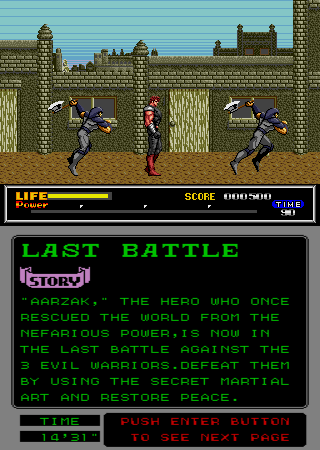 LIFE
SCORE 000500
Power
TIME
90
LAST BATTLE
STORY
"AARZAK," THE HERO WHO ONCE
RESCUED THE WORLD FROM THE
NEFARIOUS POWER,IS NOW IN
THE LAST BATTLE AGAINST THE
3 EVIL WARRIORS.DEFEAT THEM
BY USING THE SECRET MARTIAL
ART AND RESTORE PEACE.
TIME
14'31"
PUSH ENTER BUTTON
TO SEE NEXT PAGE